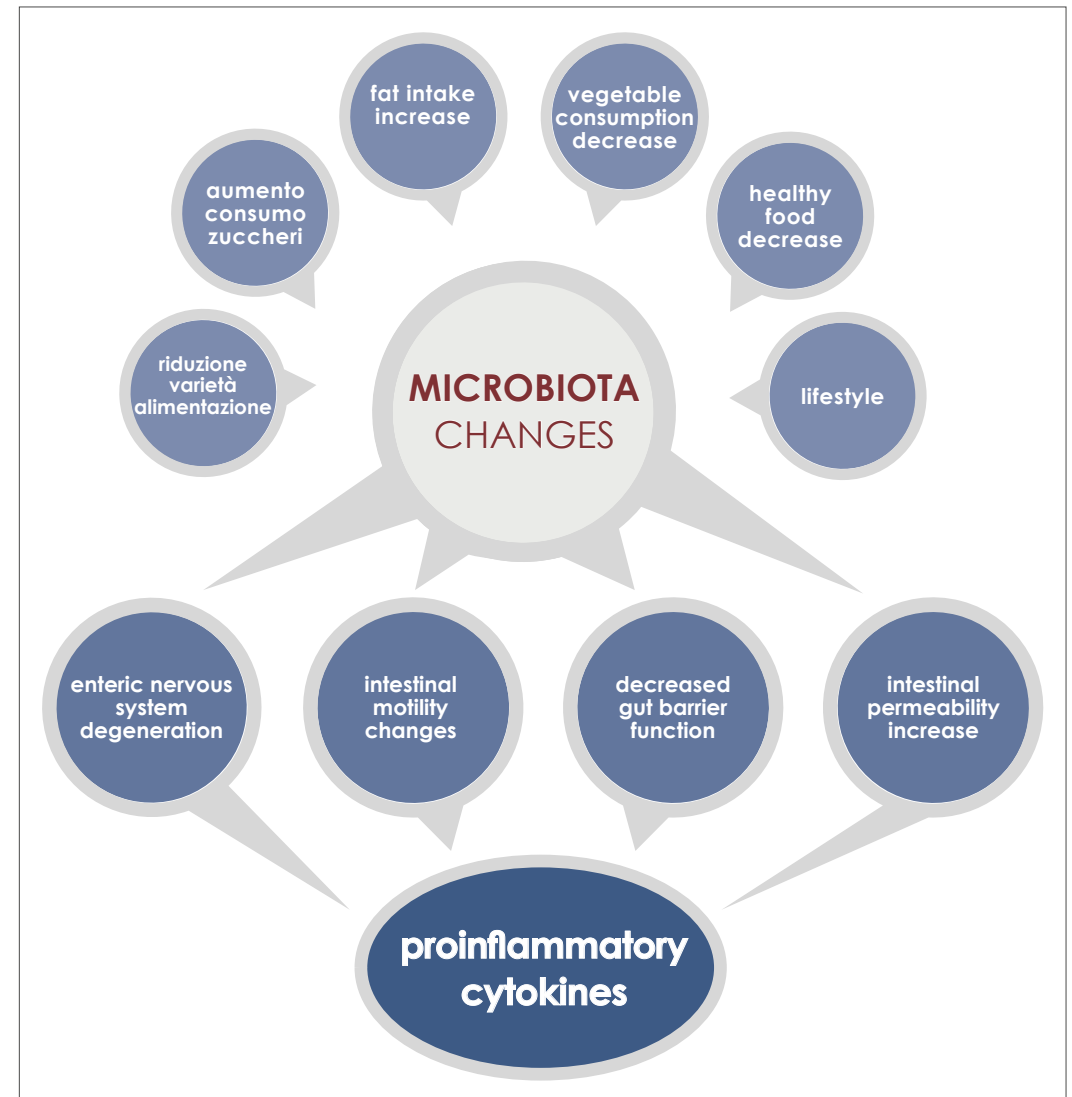 fat intake
increase
vegetable
consumption
decrease
aumento
consumo
zuccheri
healthy
food
decrease
riduzione
varietà
alimentazione
MICROBIOTA
CHANGES
lifestyle
enteric nervous
system
degeneration
intestinal
motility
changes
decreased
gut barrier
function
intestinal
permeability
increase
proinflammatory
cytokines